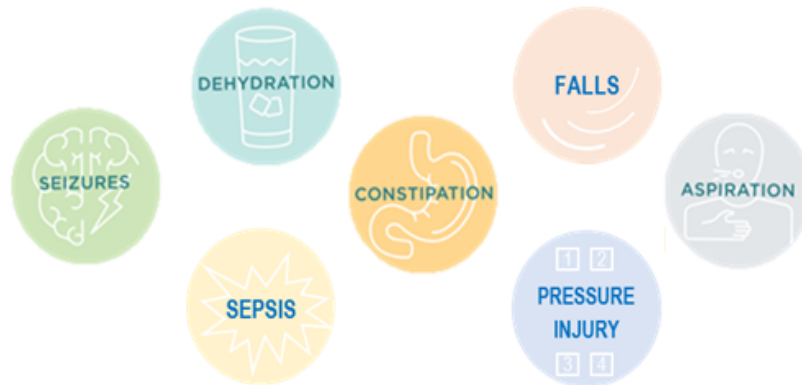 DEHYDRATION
FALLS
SEIZURES
CONSTIPATION
ASPIRATION
SEPSIS
1 2
PRESSURE
INJURY
3 4